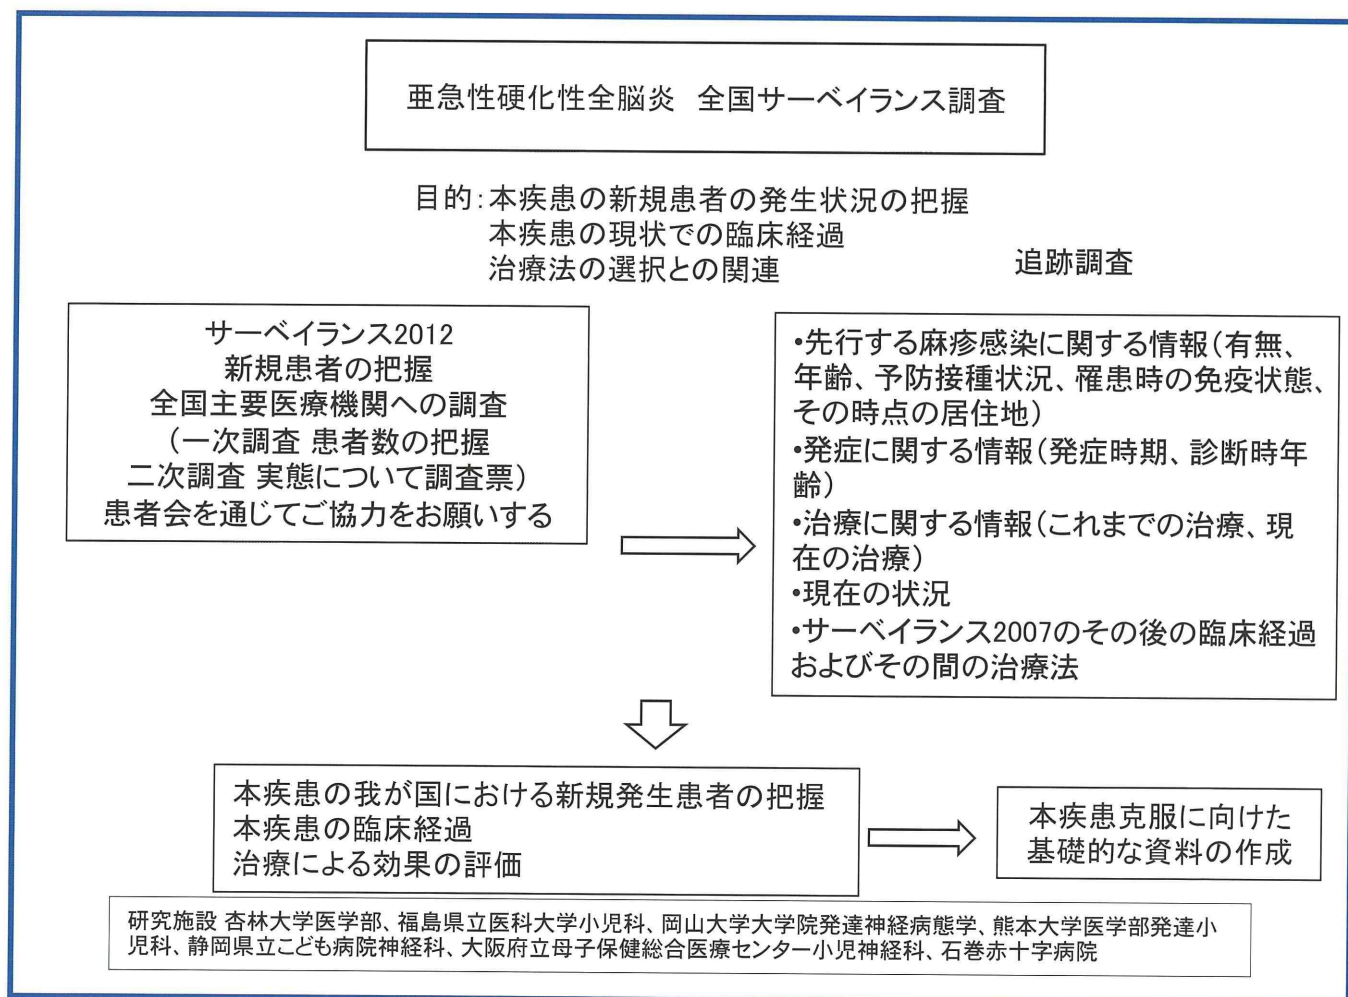 亜急性硬化性全脳炎 全国サーベイランス調査
目的:本疾患の新規患者の発生状況の把握
本疾患の現状での臨床経過
治療法の選択との関連
追跡調査
サーベイランス2012
新規患者の把握
全国主要医療機関への調査
(一次調査 患者数の把握
二次調査 実態について調査票)
患者会を通じてご協力をお願いする
•先行する麻疹感染に関する情報(有無、
年齢、予防接種状況、罹患時の免疫状態、
その時点の居住地)
•発症に関する情報(発症時期、診断時年
齢)
•治療に関する情報(これまでの治療、現
在の治療)
•現在の状況
•サーベイランス2007のその後の臨床経過
およびその間の治療法
本疾患の我が国における新規発生患者の把握
本疾患の臨床経過
治療による効果の評価
本疾患克服に向けた
基礎的な資料の作成
研究施設 杏林大学医学部、福島県立医科大学小児科、岡山大学大学院発達神経病態学、熊本大学医学部発達小
児科、静岡県立こども病院神経科、大阪府立母子保健総合医療センター小児神経科、石巻赤十字病院